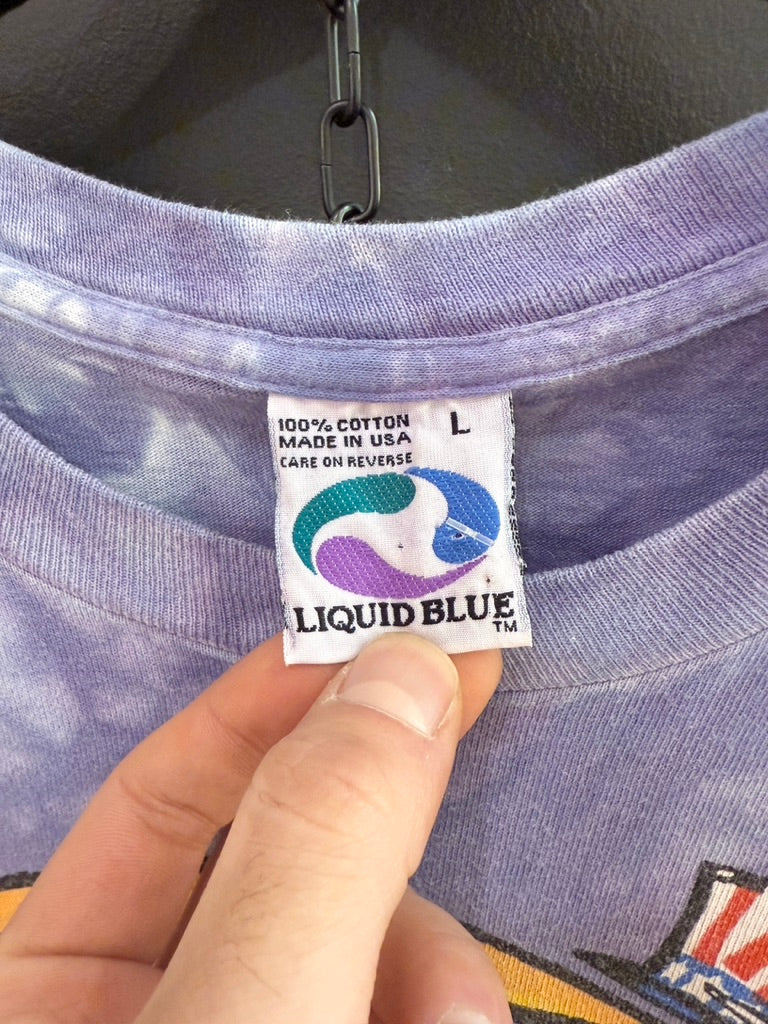 100% COTTON L
MADE IN USA
CARE ON REVERSE
LIQUID BLUE
TM